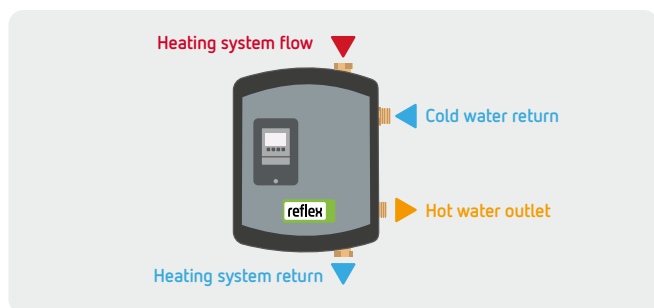 Heating system flow
Cold water return
reflex
Hot water outlet
Heating system return